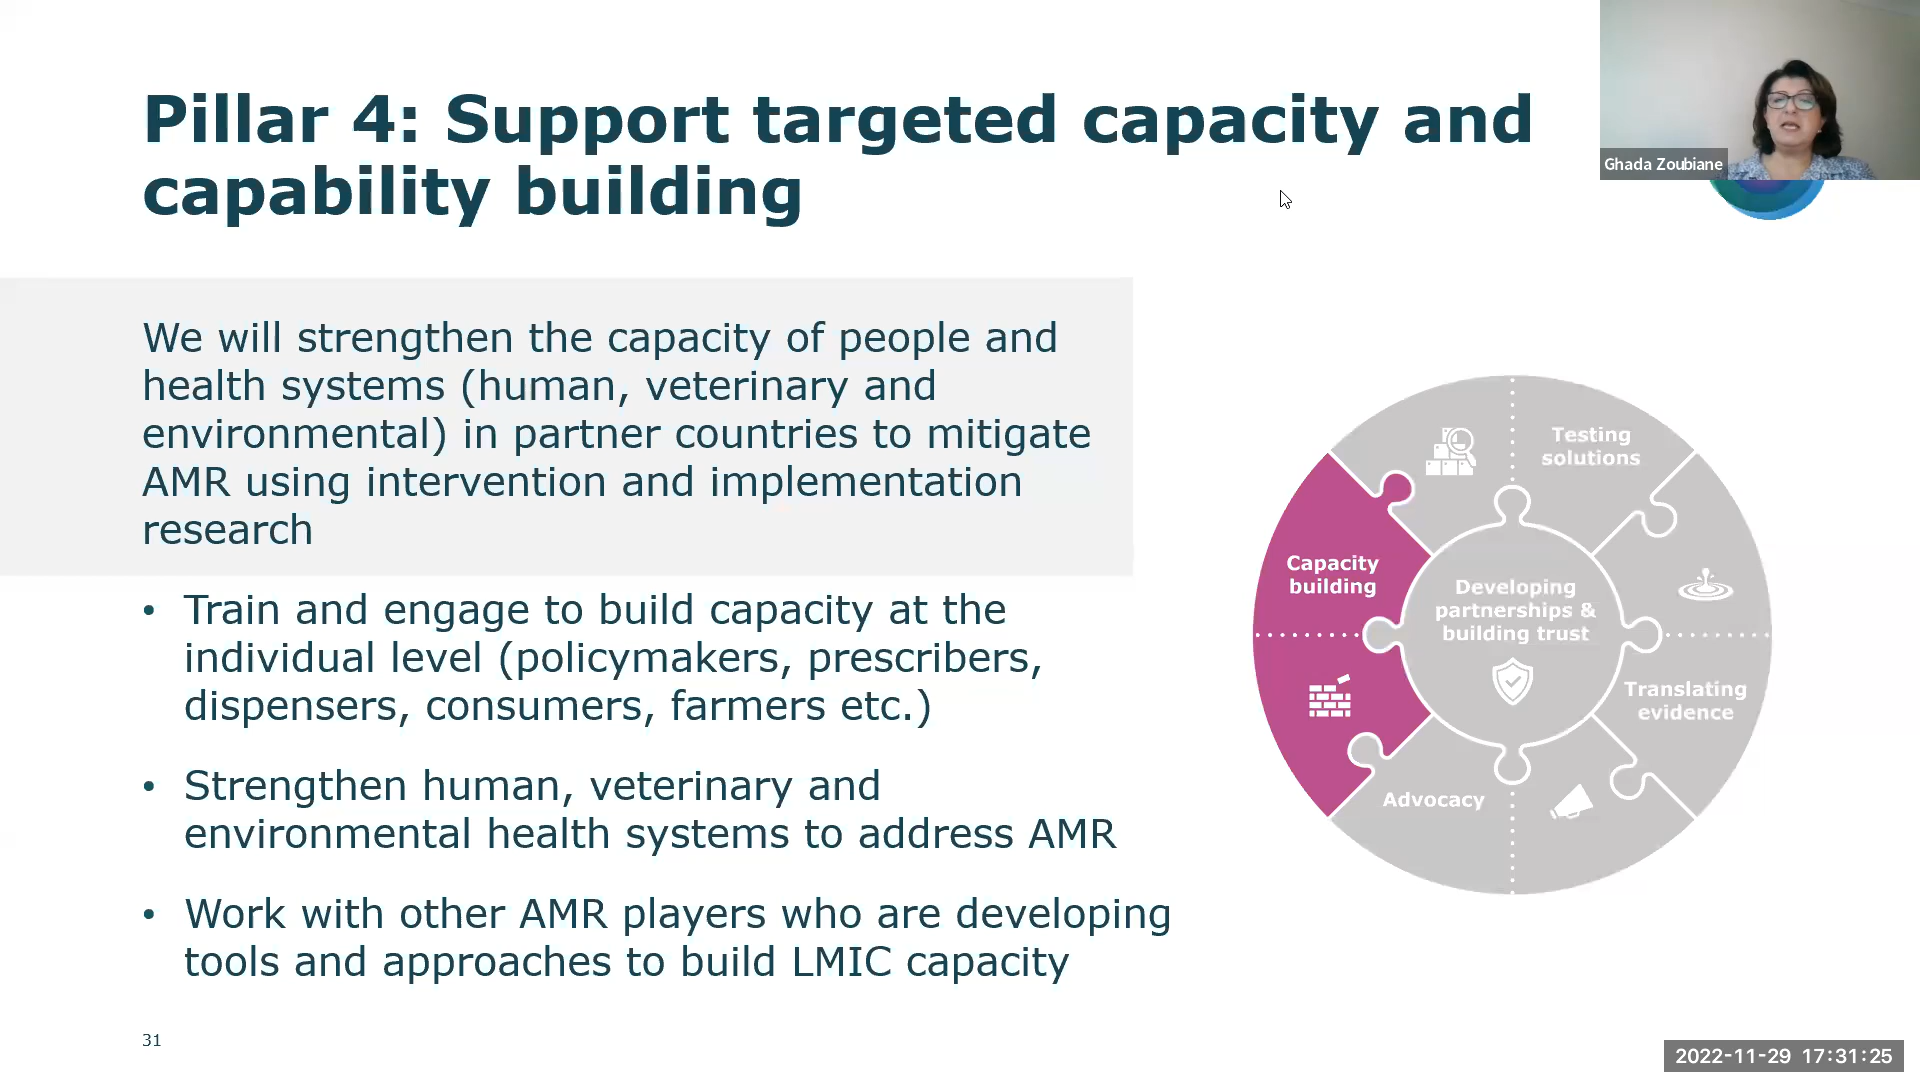 Pillar 4: Support targeted capacity and
capability building
Ghada Zoubiane
We will strengthen the capacity of people and
health systems (human, veterinary and
environmental) in partner countries to mitigate
AMR using intervention and implementation
research
• Train and engage to build capacity at the
individual level (policymakers, prescribers,
dispensers, consumers, farmers etc.)
• Strengthen human, veterinary and
environmental health systems to address AMR
• Work with other AMR players who are developing
tools and approaches to build LMIC capacity
Testing
solutions
Capacity
building
Developing
partnerships &
building trust
Translating
evidence
Advocacy
31
2022-11-29 17:31:25